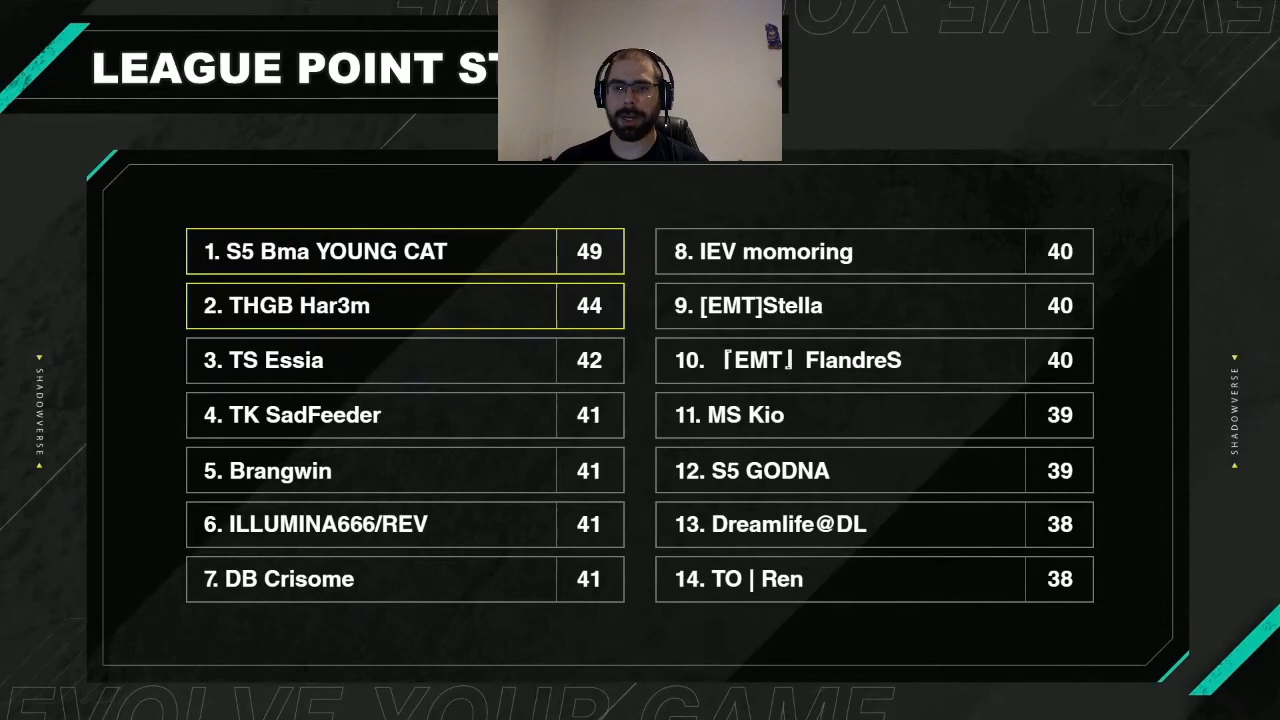 EVOLVE YOUR GAME
LEAGUE POINT ST
1. S5 Bma YOUNG CAT 49
2. THGB Har3m 44
3. TS Essia 42
4. TK SadFeeder 41
5. Brangwin 41
6. ILLUMINA666/REV 41
7. DB Crisome 41
8. IEV momoring 40
9. [EMT]Stella 40
10. 『EMT』FlandreS 40
11. MS Kio 39
12. S5 GODNA 39
13. Dreamlife@DL 38
14. TO | Ren 38
SHADOWVERSE
SHADOWVERSE
EVOLVE YOUR GAME